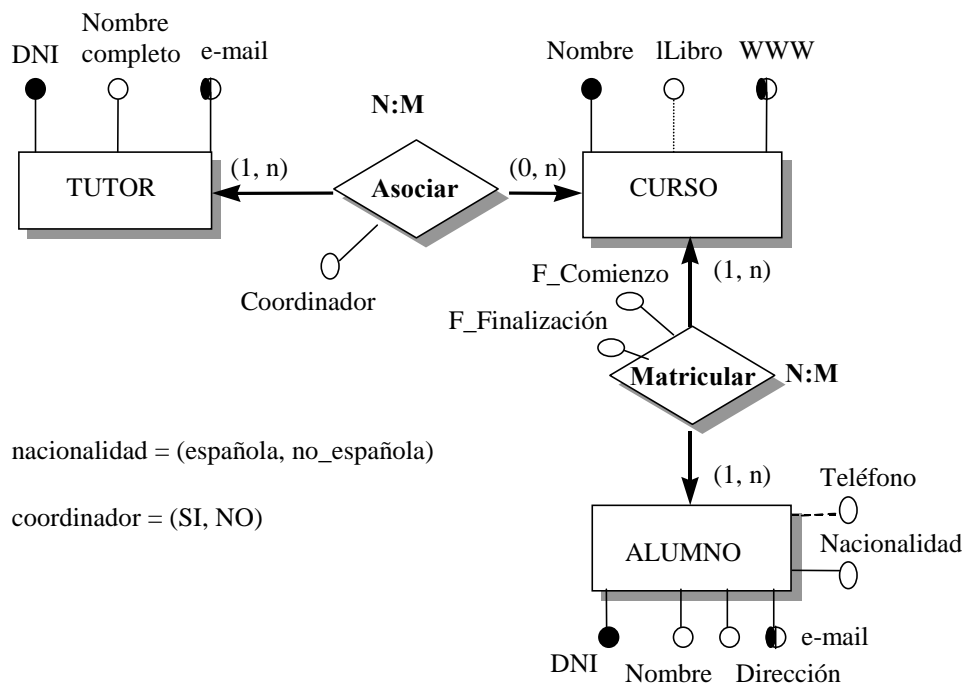 DNI
Nombre
completo
e-mail
Nombre
lLibro
WWW
N:M
TUTOR
(1, n)
Asociar
(0, n)
CURSO
Coordinador
F_Comienzo
(1, n)
F_Finalización
Matricular
N:M
nacionalidad = (española, no_española)
coordinador = (SI, NO)
(1, n)
Teléfono
ALUMNO
Nacionalidad
DNI
Nombre
Dirección
e-mail